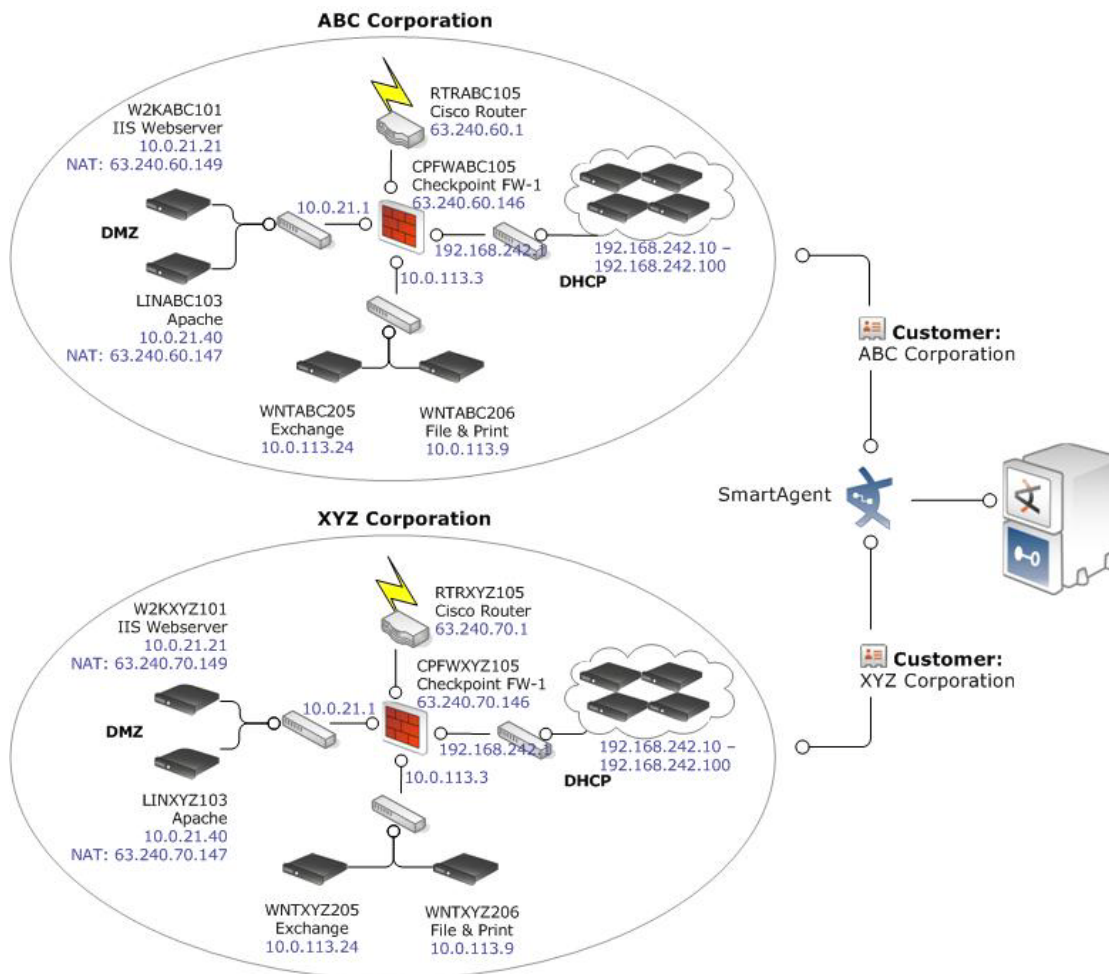 ABC Corporation
RTRABC105
Cisco Router
63.240.60.1
W2KABC101
IIS Webserver
10.0.21.21
NAT: 63.240.60.149
CPFWABC105
Checkpoint FW-1
63.240.60.146
10.0.21.1
DMZ
192.168.242.1
192.168.242.10 –
192.168.242.100
DHCP
10.0.113.3
LINABC103
Apache
10.0.21.40
NAT: 63.240.60.147
WNTABC205
Exchange
10.0.113.24
WNTABC206
File & Print
10.0.113.9
Customer:
ABC Corporation
SmartAgent
XYZ Corporation
RTRXYZ105
Cisco Router
63.240.70.1
W2KXYZ101
IIS Webserver
10.0.21.21
NAT: 63.240.70.149
CPFWXYZ105
Checkpoint FW-1
63.240.70.146
10.0.21.1
DMZ
192.168.242.1
192.168.242.10 –
192.168.242.100
DHCP
10.0.113.3
LINXYZ103
Apache
10.0.21.40
NAT: 63.240.70.147
WNTXYZ205
Exchange
10.0.113.24
WNTXYZ206
File & Print
10.0.113.9
Customer:
XYZ Corporation